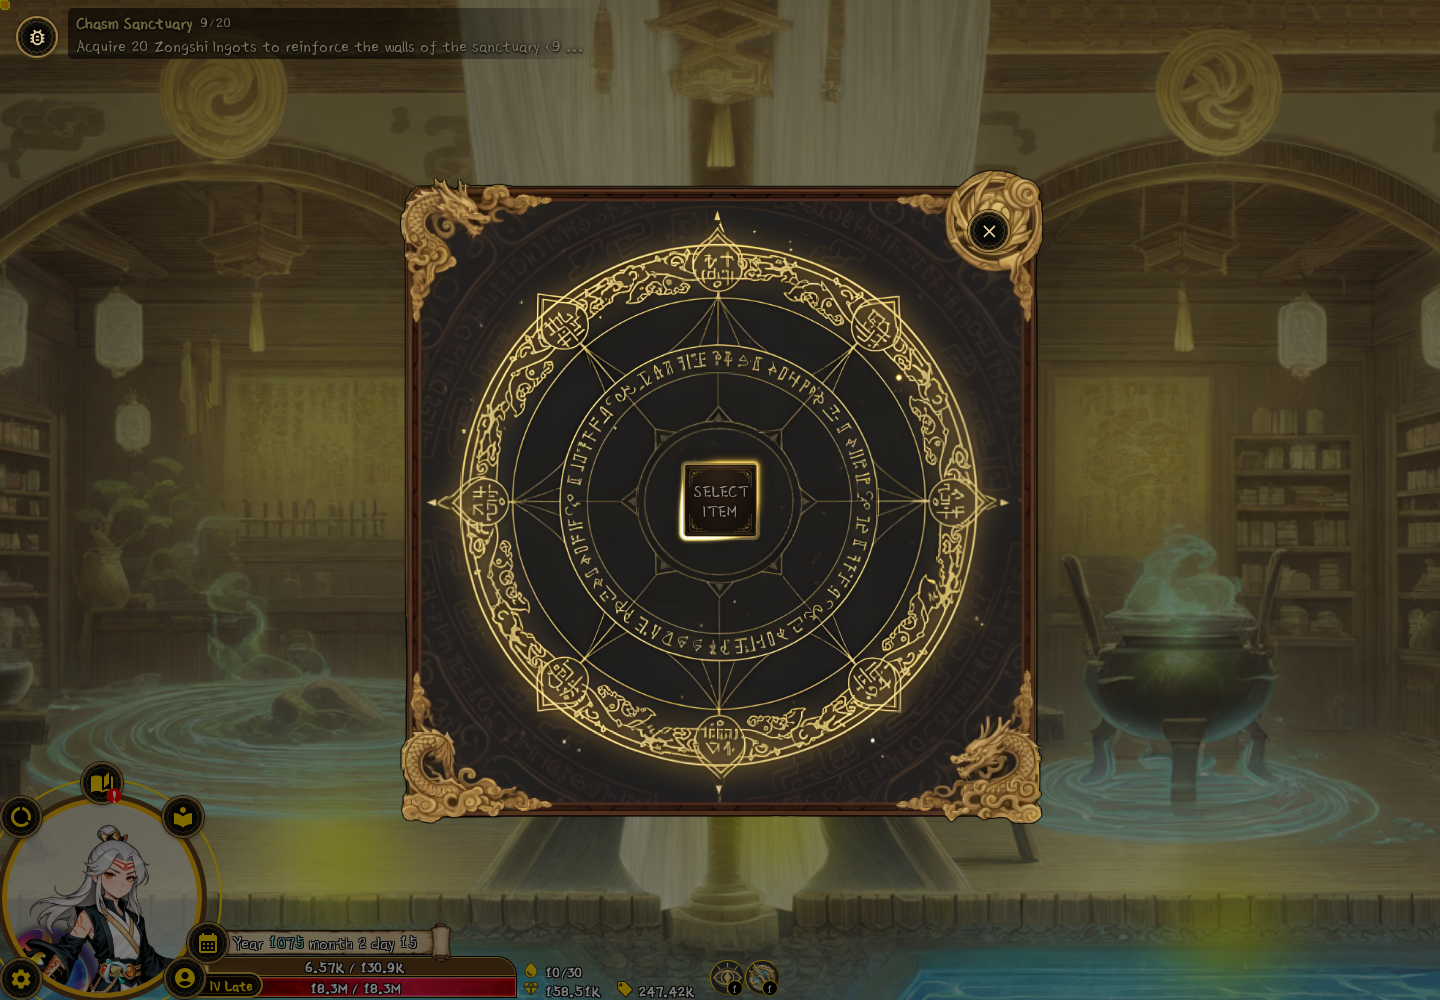 Chasm Sanctuary 9/20
Acquire 20 Zongshi Ingots to reinforce the walls of the sanctuary (9 ...
SELECT
ITEM
Year 1075 month 2 day 15
6.57K / 130.9K
IV Late
18.3M / 18.3M
10/30
158.51K
247.42K
1
1